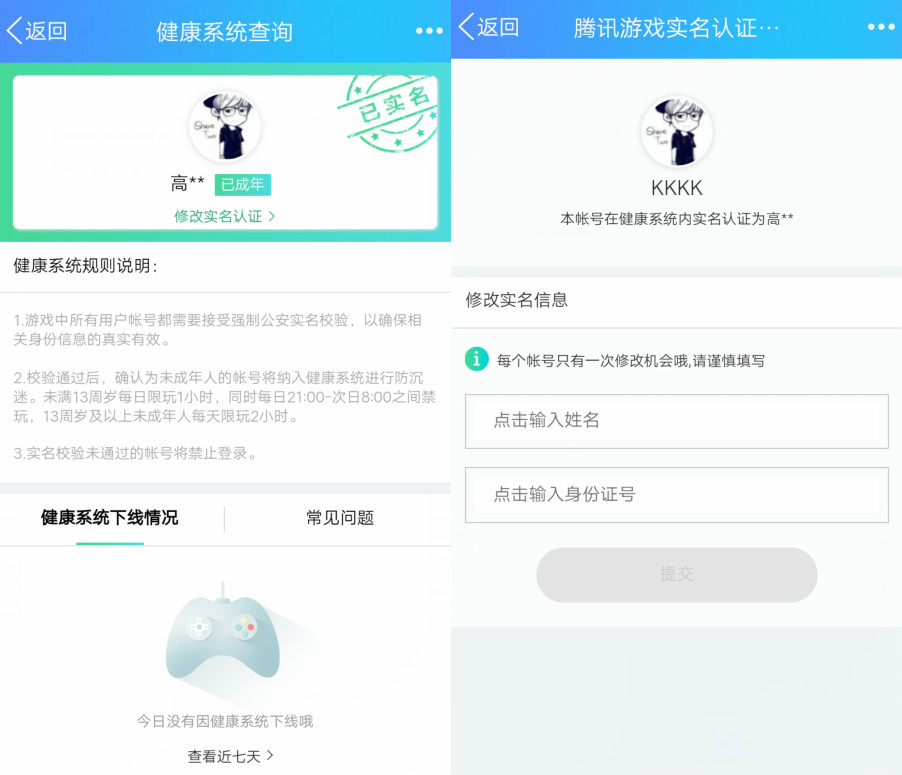 返回
健康系统查询
已实名
Share
高** 已成年
修改实名认证 >
健康系统规则说明：
1.游戏中所有用户帐号都需要接受强制公安实名校验，以确保相
关身份信息的真实有效。
2.校验通过后，确认为未成年人的帐号将纳入健康系统进行防沉
迷。未满13周岁每日限玩1小时，同时每日21:00-次日8:00之间禁
玩，13周岁及以上未成年人每天限玩2小时。
3.实名校验未通过的帐号将禁止登录。
健康系统下线情况
常见问题
今日没有因健康系统下线哦
查看近七天 >
返回
腾讯游戏实名认证…
Share
KKKK
本帐号在健康系统内实名认证为高**
修改实名信息
每个帐号只有一次修改机会哦,请谨慎填写
点击输入姓名
点击输入身份证号
提交